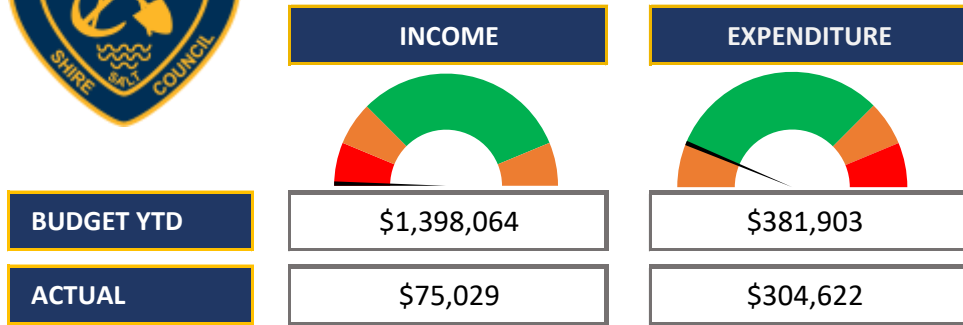 SHIRE SALT COUNCIL
INCOME EXPENDITURE
BUDGET YTD $1,398,064 $381,903
ACTUAL $75,029 $304,622